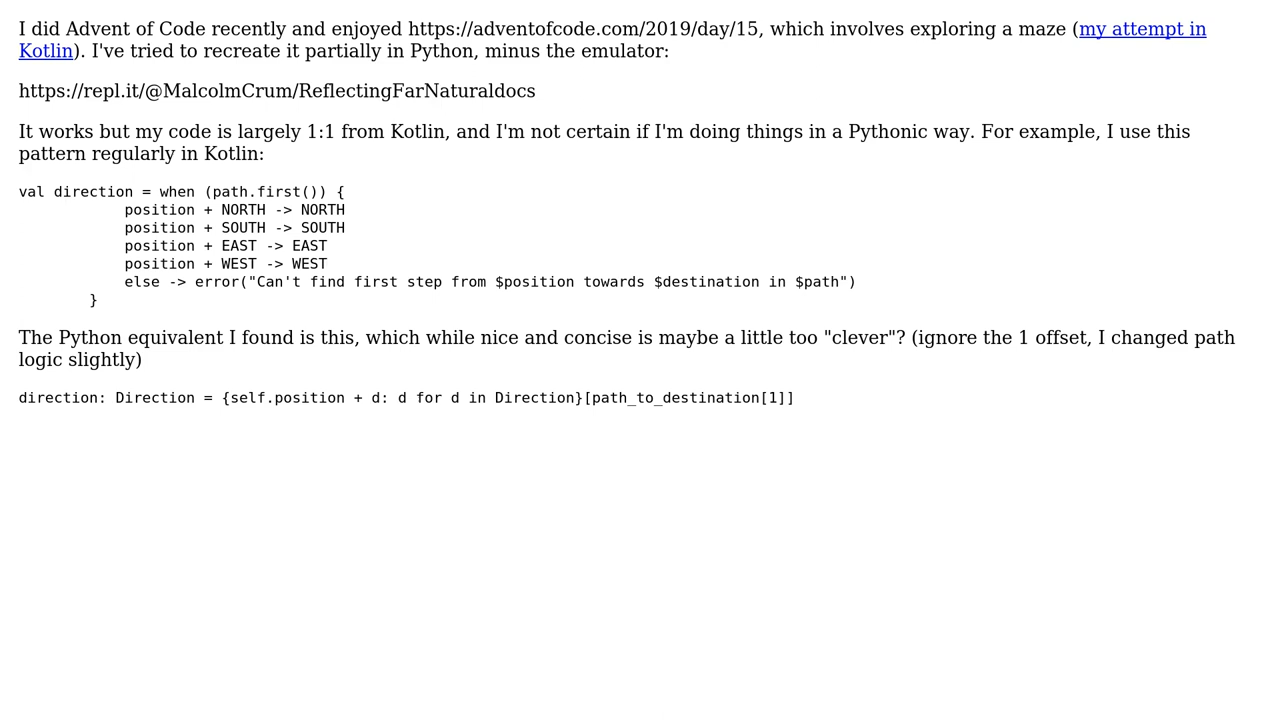 I did Advent of Code recently and enjoyed https://adventofcode.com/2019/day/15, which involves exploring a maze (my attempt in
Kotlin). I've tried to recreate it partially in Python, minus the emulator:
https://repl.it/@MalcolmCrum/ReflectingFarNaturaldocs
It works but my code is largely 1:1 from Kotlin, and I'm not certain if I'm doing things in a Pythonic way. For example, I use this
pattern regularly in Kotlin:
val direction = when (path.first()) {
            position + NORTH -> NORTH
            position + SOUTH -> SOUTH
            position + EAST -> EAST
            position + WEST -> WEST
            else -> error("Can't find first step from $position towards $destination in $path")
        }
The Python equivalent I found is this, which while nice and concise is maybe a little too "clever"? (ignore the 1 offset, I changed path
logic slightly)
direction: Direction = {self.position + d: d for d in Direction}[path_to_destination[1]]